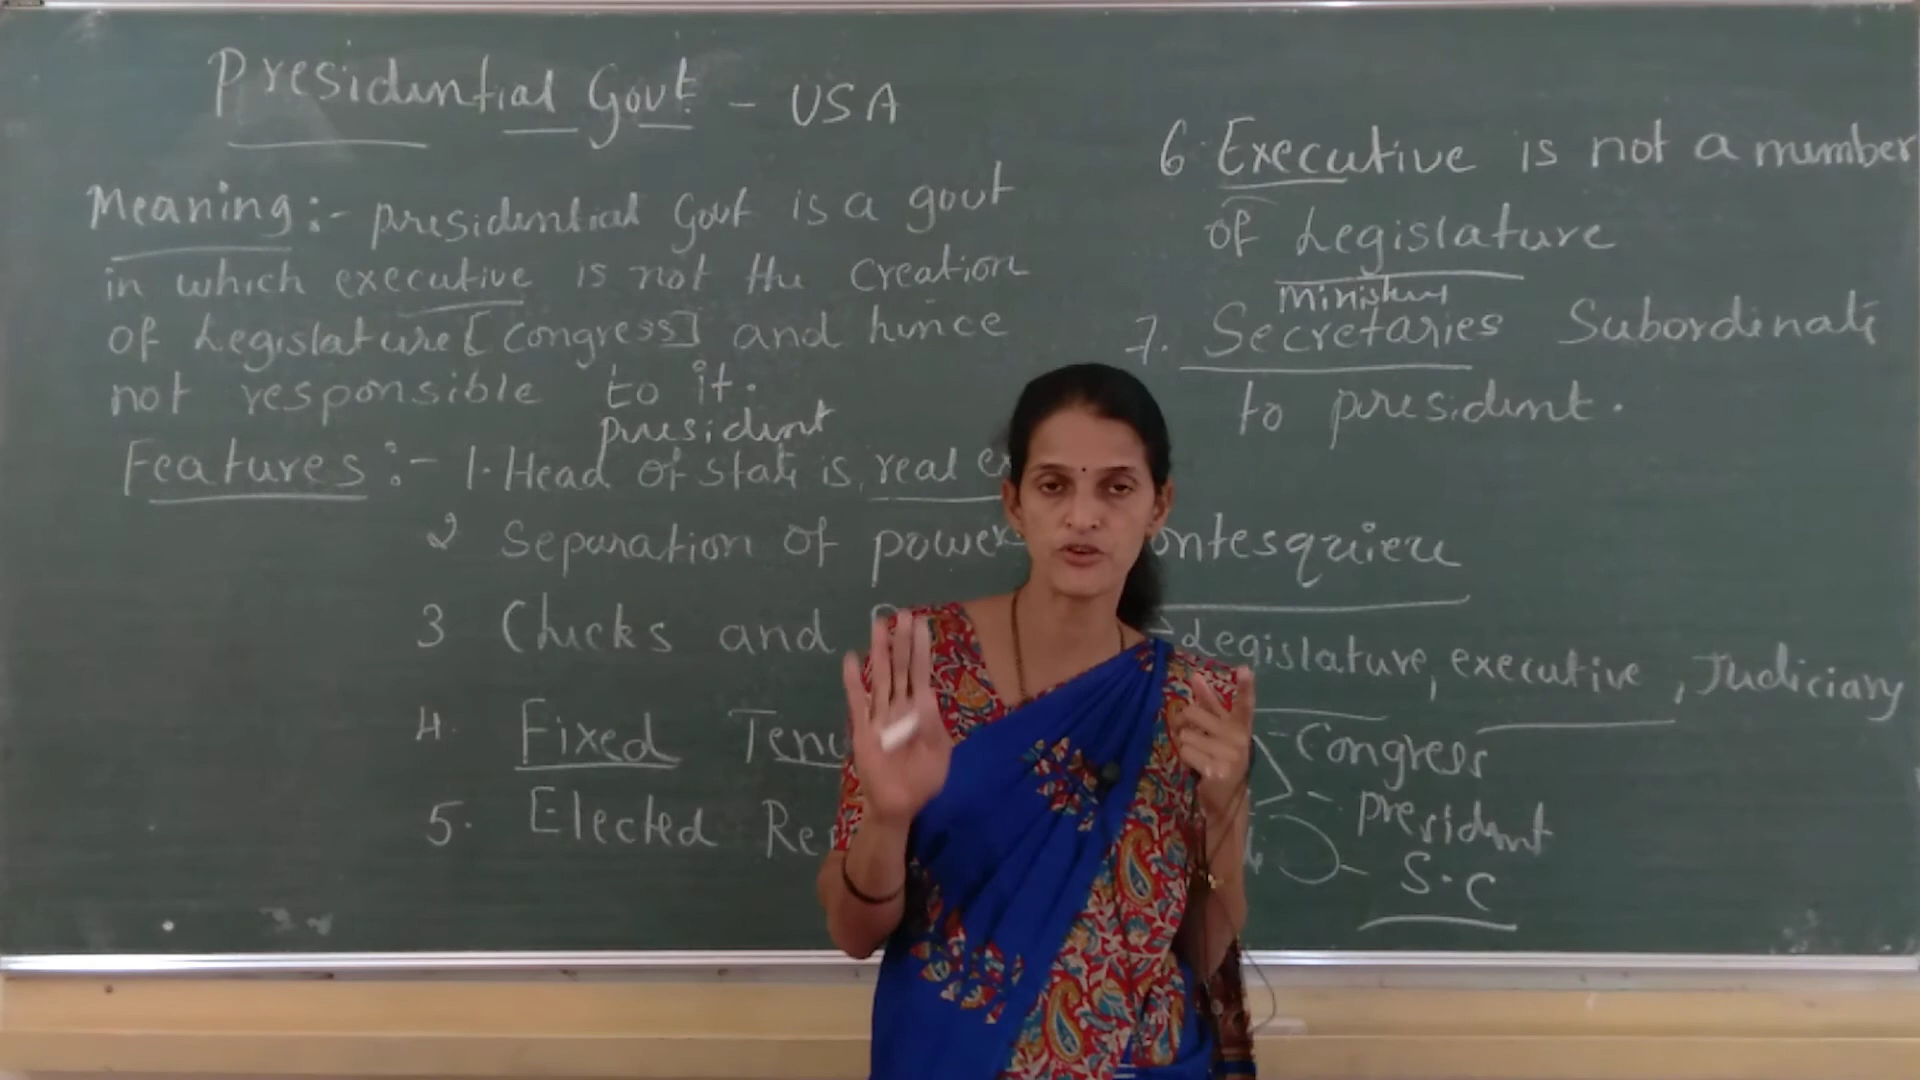 Presidential Govt - USA
Meaning:- presidential Govt is a govt
in which executive is not the creation
of Legislature [congress] and hence
not responsible to it.
president
Features:- 1. Head of state is real
2 Separation of power
3 Checks and
4. Fixed
5. Elected
6. Executive is not a member
of Legislature
Ministers
7. Secretaries Subordinate
to president.
Legislature, executive, Judiciary
Congress
- president
- S.C